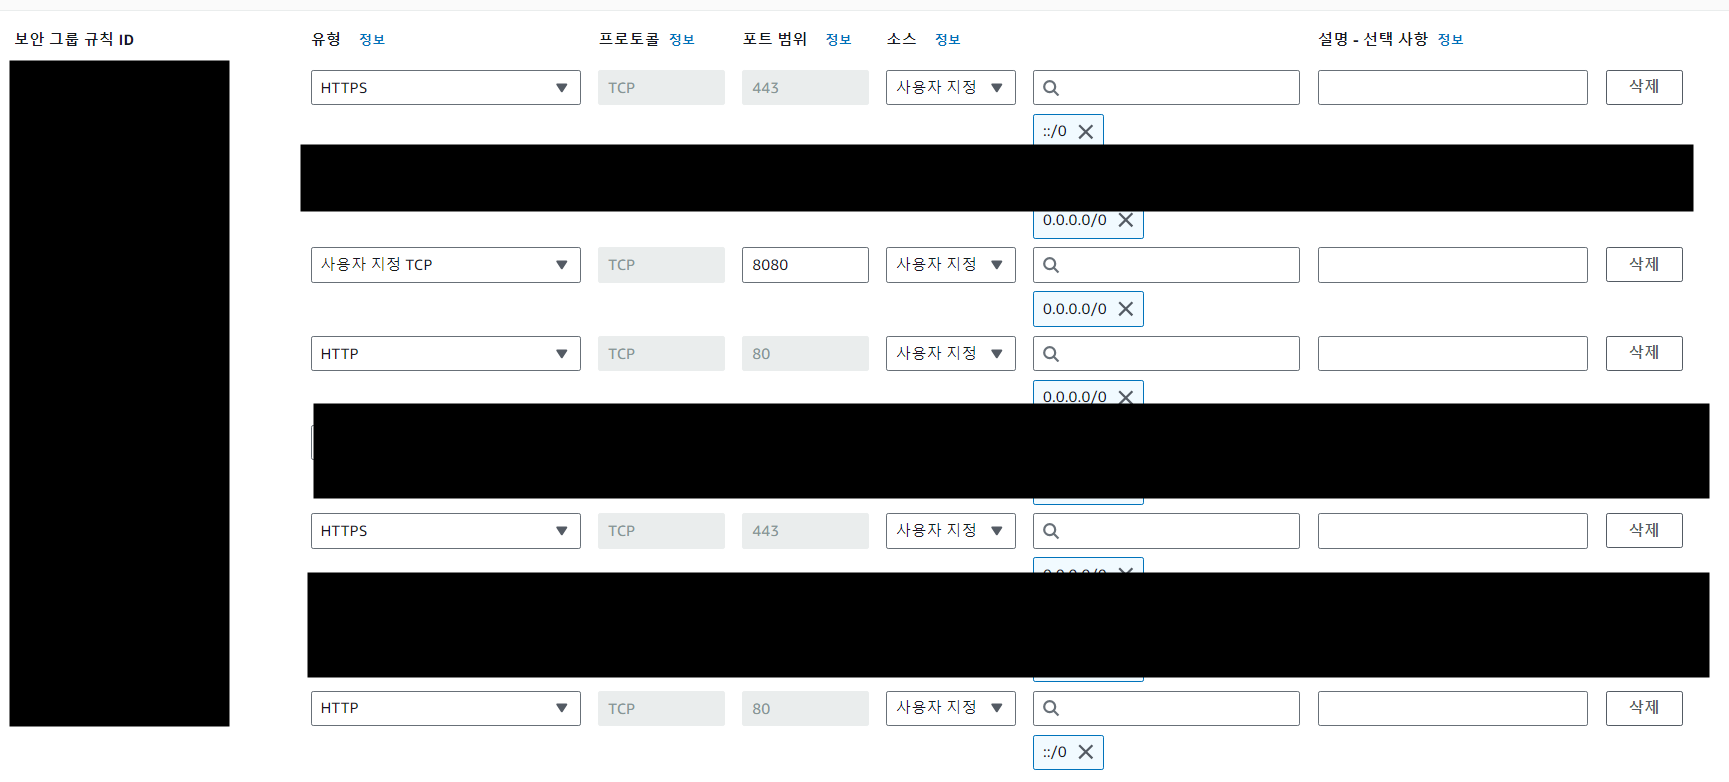 보안 그룹 규칙 ID 유형 정보 프로토콜 정보 포트 범위 정보 소스 정보 설명 - 선택 사항 정보
HTTPS TCP 443 사용자 지정 삭제
::/0
0.0.0.0/0
사용자 지정 TCP TCP 8080 사용자 지정 삭제
0.0.0.0/0
HTTP TCP 80 사용자 지정 삭제
0.0.0.0/0
HTTPS TCP 443 사용자 지정 삭제
HTTP TCP 80 사용자 지정 삭제
::/0